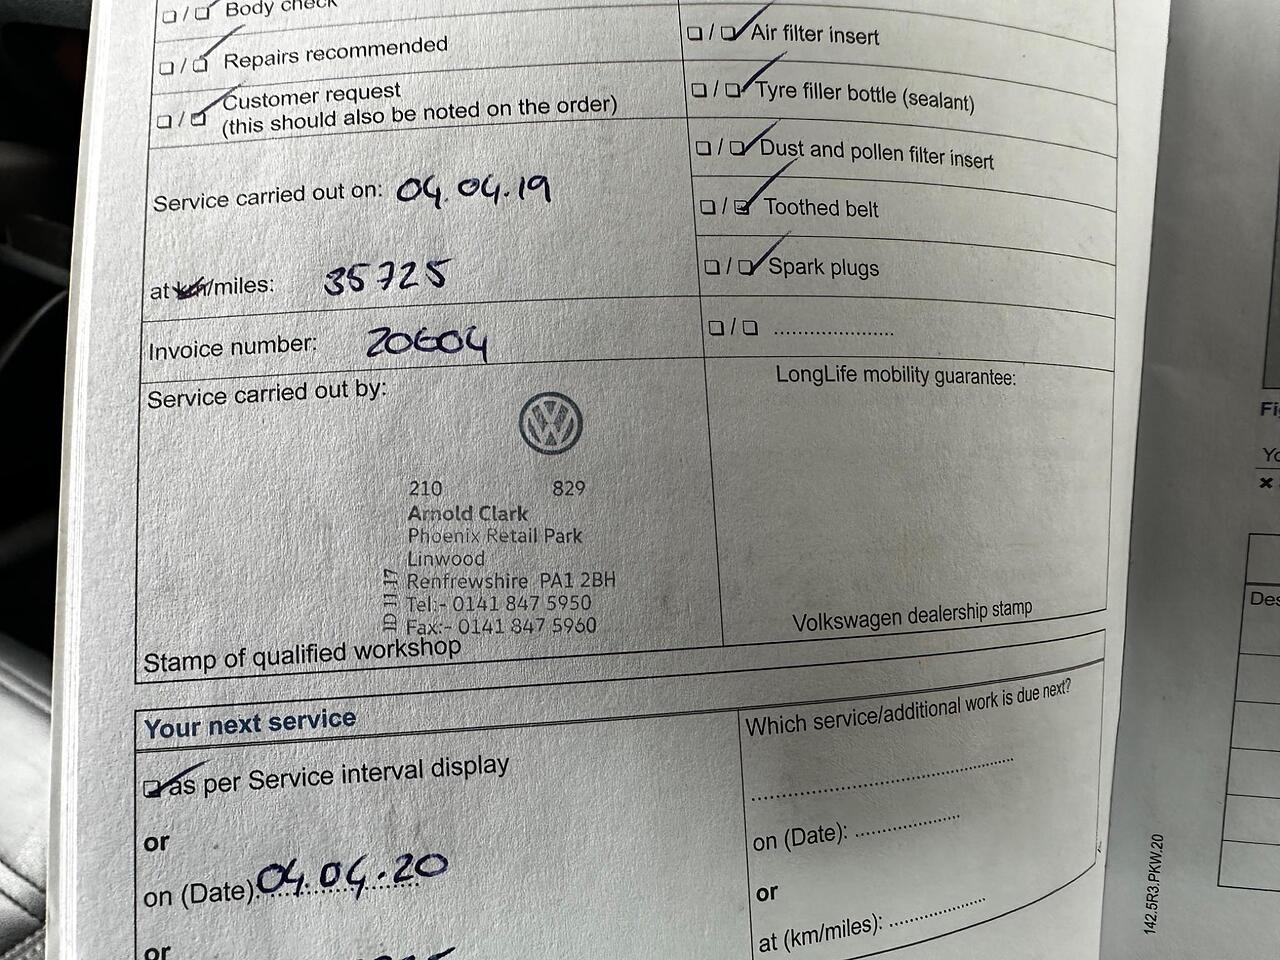 Body check
Repairs recommended
Customer request
(this should also be noted on the order)
Service carried out on: 04.04.19
at km/miles: 35725
Invoice number: 20604
Service carried out by:
210 829
Arnold Clark
Phoenix Retail Park
Linwood
Renfrewshire PA1 2BH
Tel:- 0141 847 5950
Fax:- 0141 847 5960
Stamp of qualified workshop
Air filter insert
Tyre filler bottle (sealant)
Dust and pollen filter insert
Toothed belt
Spark plugs
LongLife mobility guarantee:
Volkswagen dealership stamp
Your next service
as per Service interval display
or
on (Date): 04.04.20
or
Which service/additional work is due next?
on (Date):
or
at (km/miles):
142.5R3.PKW.20